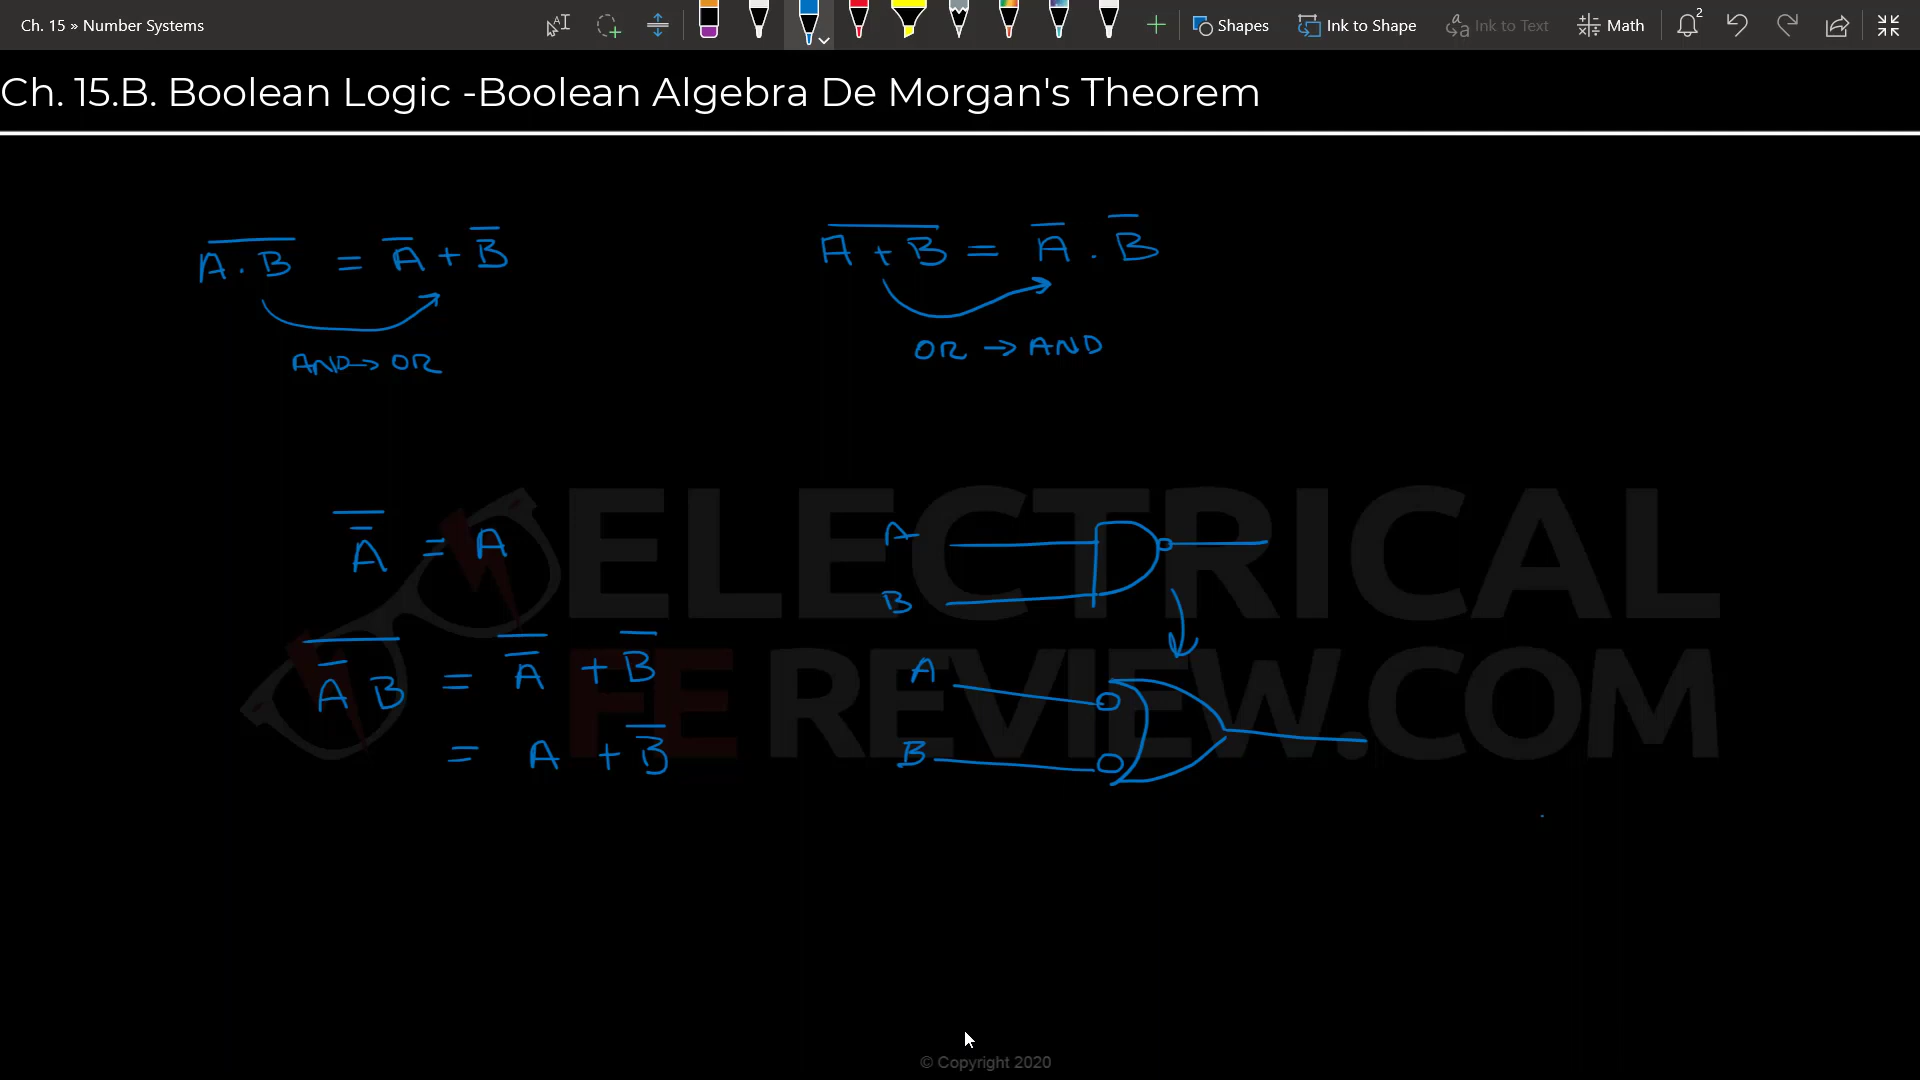 Ch. 15 » Number Systems
Shapes
Ink to Shape
Ink to Text
Math
2
Ch. 15.B. Boolean Logic -Boolean Algebra De Morgan's Theorem
A̅ ̅·̅ ̅B̅ = A̅ + B̅
AND → OR
A̅ ̅+̅ ̅B̅ = A̅ . B̅
OR → AND
A̿ = A
A̿ ̅B̅ = A̿ + B̅
= A + B̅
A
B
A
B
ELECTRICAL
FE REVIEW.COM
© Copyright 2020